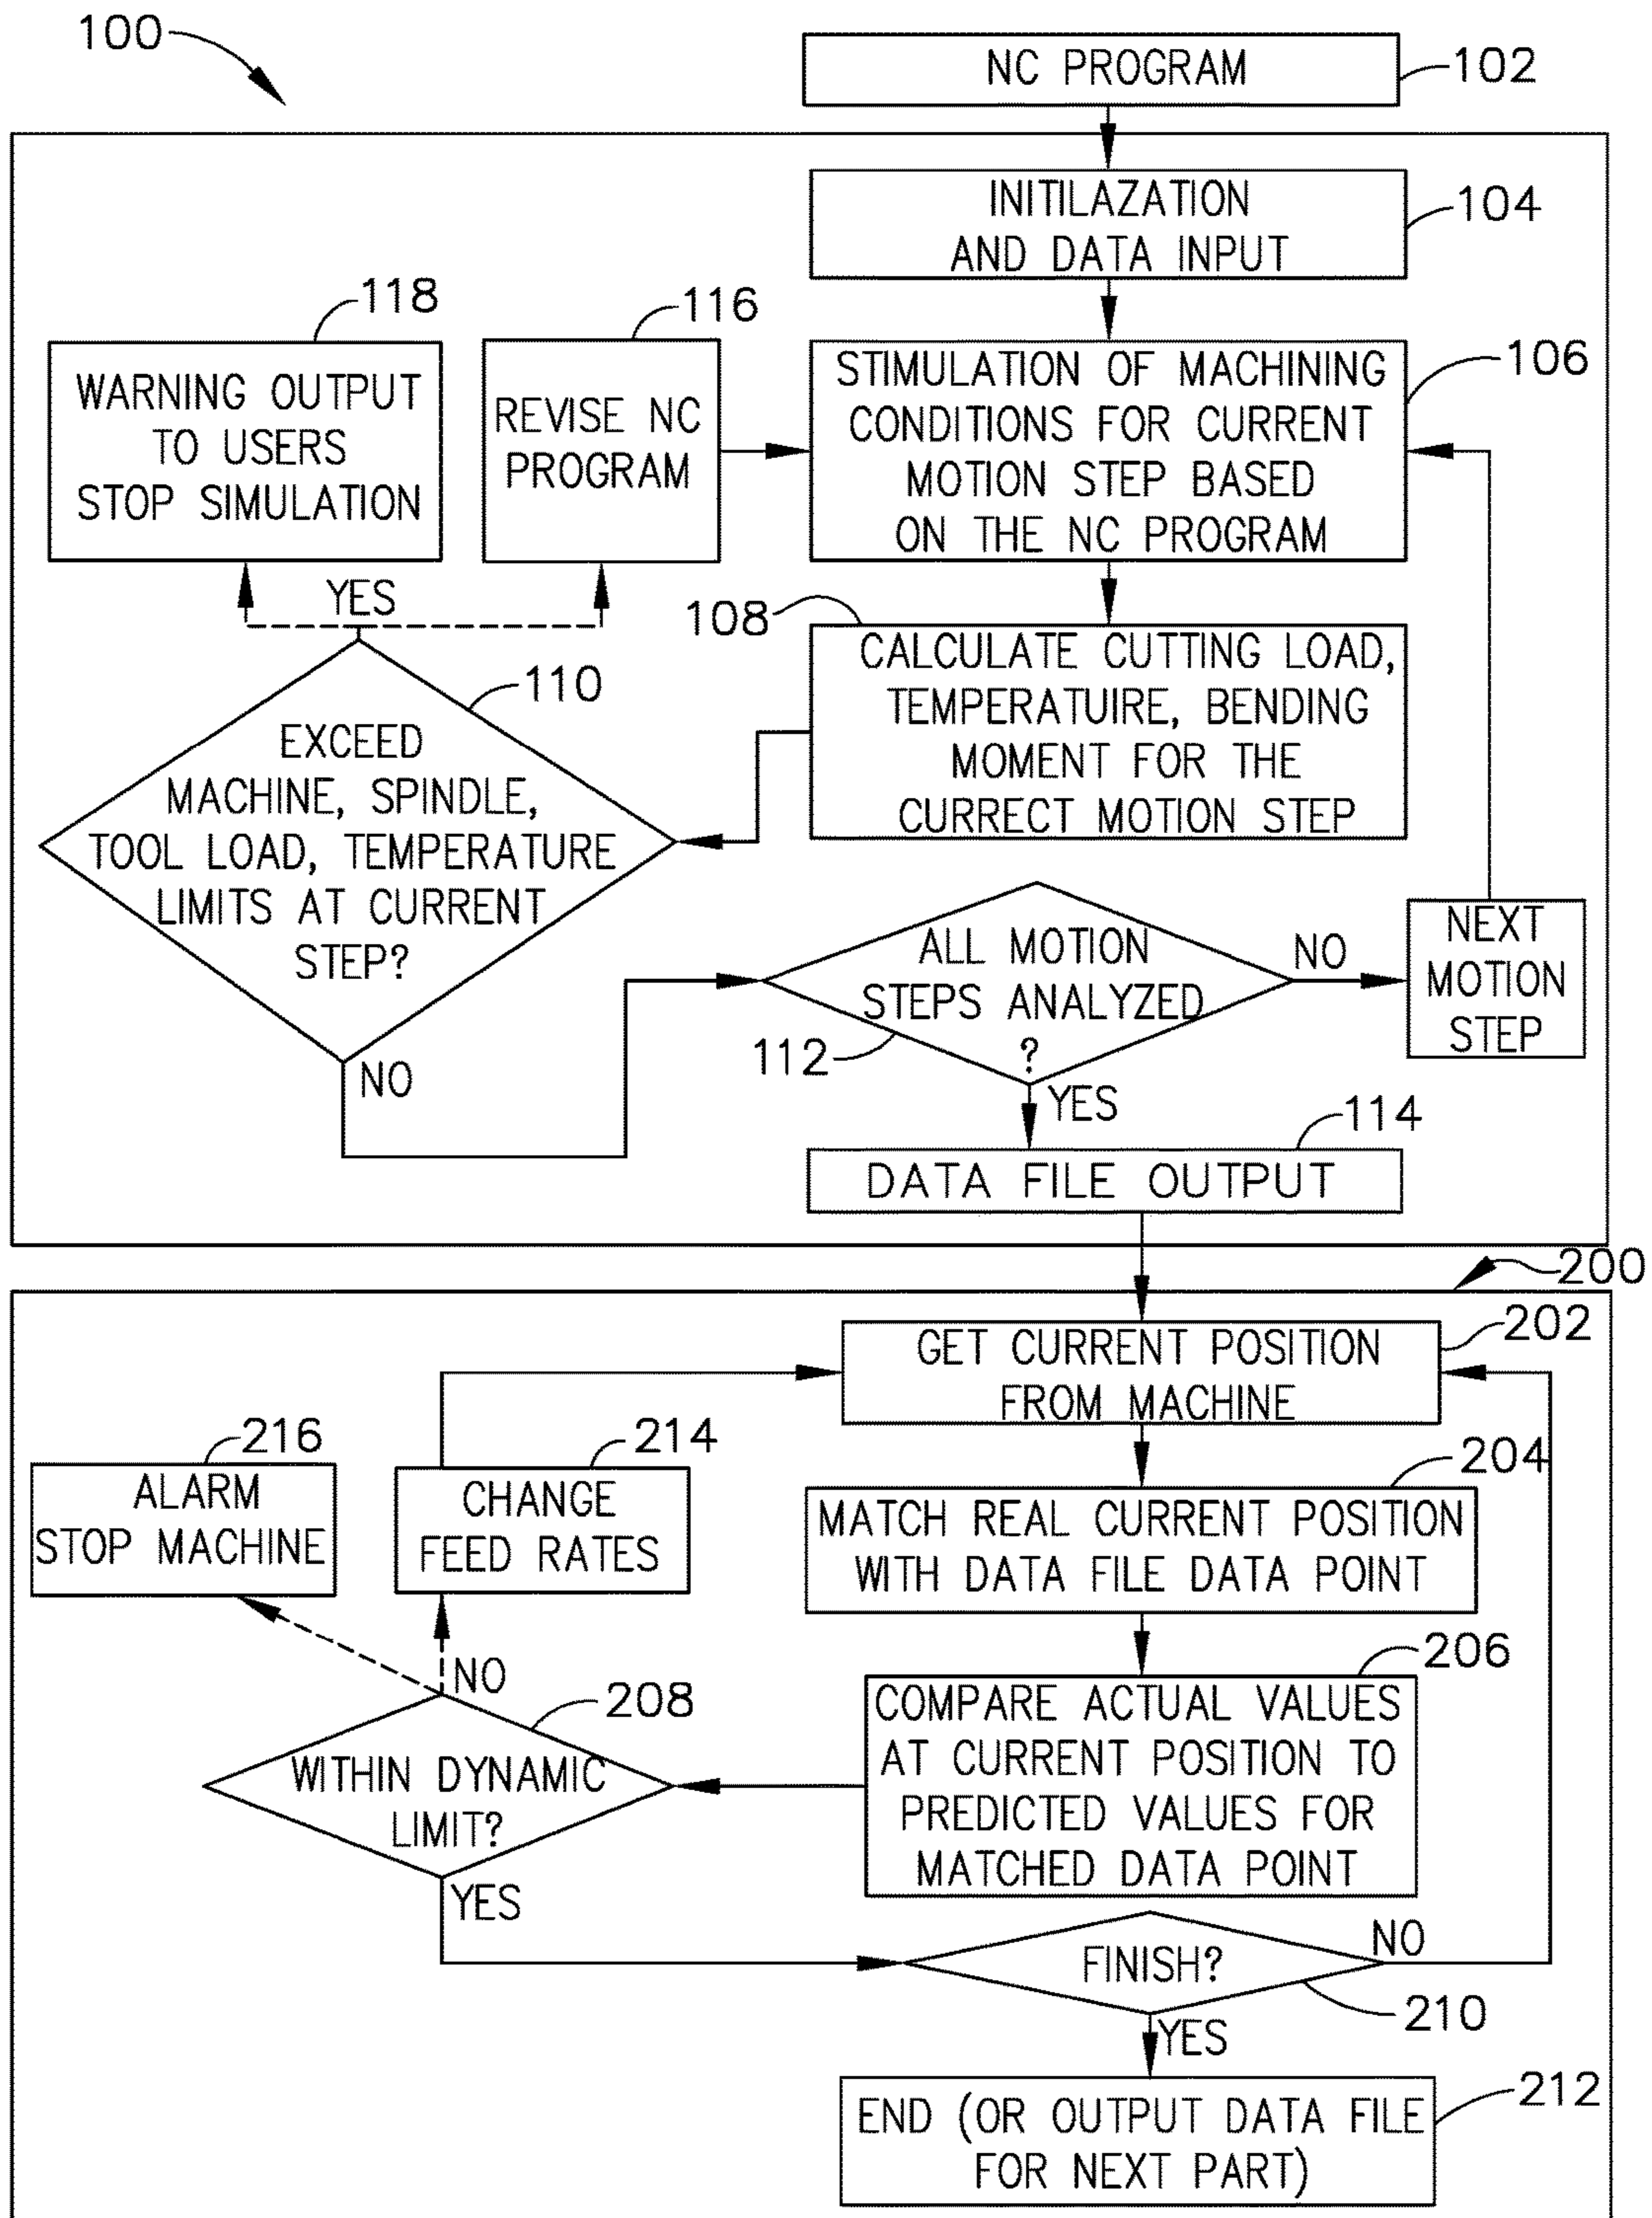 100
NC PROGRAM
102
INITILAZATION
AND DATA INPUT
104
118
WARNING OUTPUT
TO USERS
STOP SIMULATION
116
REVISE NC
PROGRAM
STIMULATION OF MACHINING
CONDITIONS FOR CURRENT
MOTION STEP BASED
ON THE NC PROGRAM
106
YES
108
CALCULATE CUTTING LOAD,
TEMPERATUIRE, BENDING
MOMENT FOR THE
CURRECT MOTION STEP
110
EXCEED
MACHINE, SPINDLE,
TOOL LOAD, TEMPERATURE
LIMITS AT CURRENT
STEP?
NO
ALL MOTION
STEPS ANALYZED
?
112
NO
NEXT
MOTION
STEP
YES
114
DATA FILE OUTPUT
200
GET CURRENT POSITION
FROM MACHINE
202
216
ALARM
STOP MACHINE
214
CHANGE
FEED RATES
204
MATCH REAL CURRENT POSITION
WITH DATA FILE DATA POINT
206
COMPARE ACTUAL VALUES
AT CURRENT POSITION TO
PREDICTED VALUES FOR
MATCHED DATA POINT
NO
208
WITHIN DYNAMIC
LIMIT?
YES
FINISH?
NO
210
YES
END (OR OUTPUT DATA FILE
FOR NEXT PART)
212